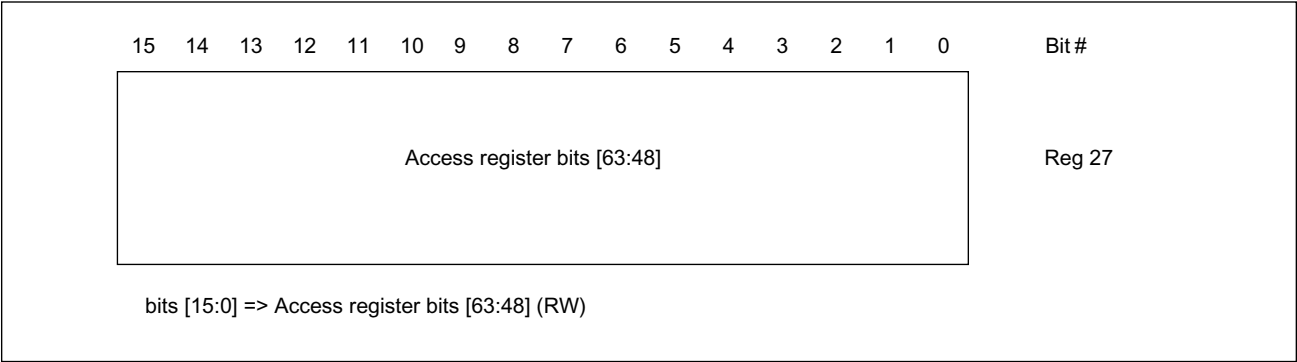 15 14 13 12 11 10 9 8 7 6 5 4 3 2 1 0 Bit #
Access register bits [63:48] Reg 27
bits [15:0] => Access register bits [63:48] (RW)